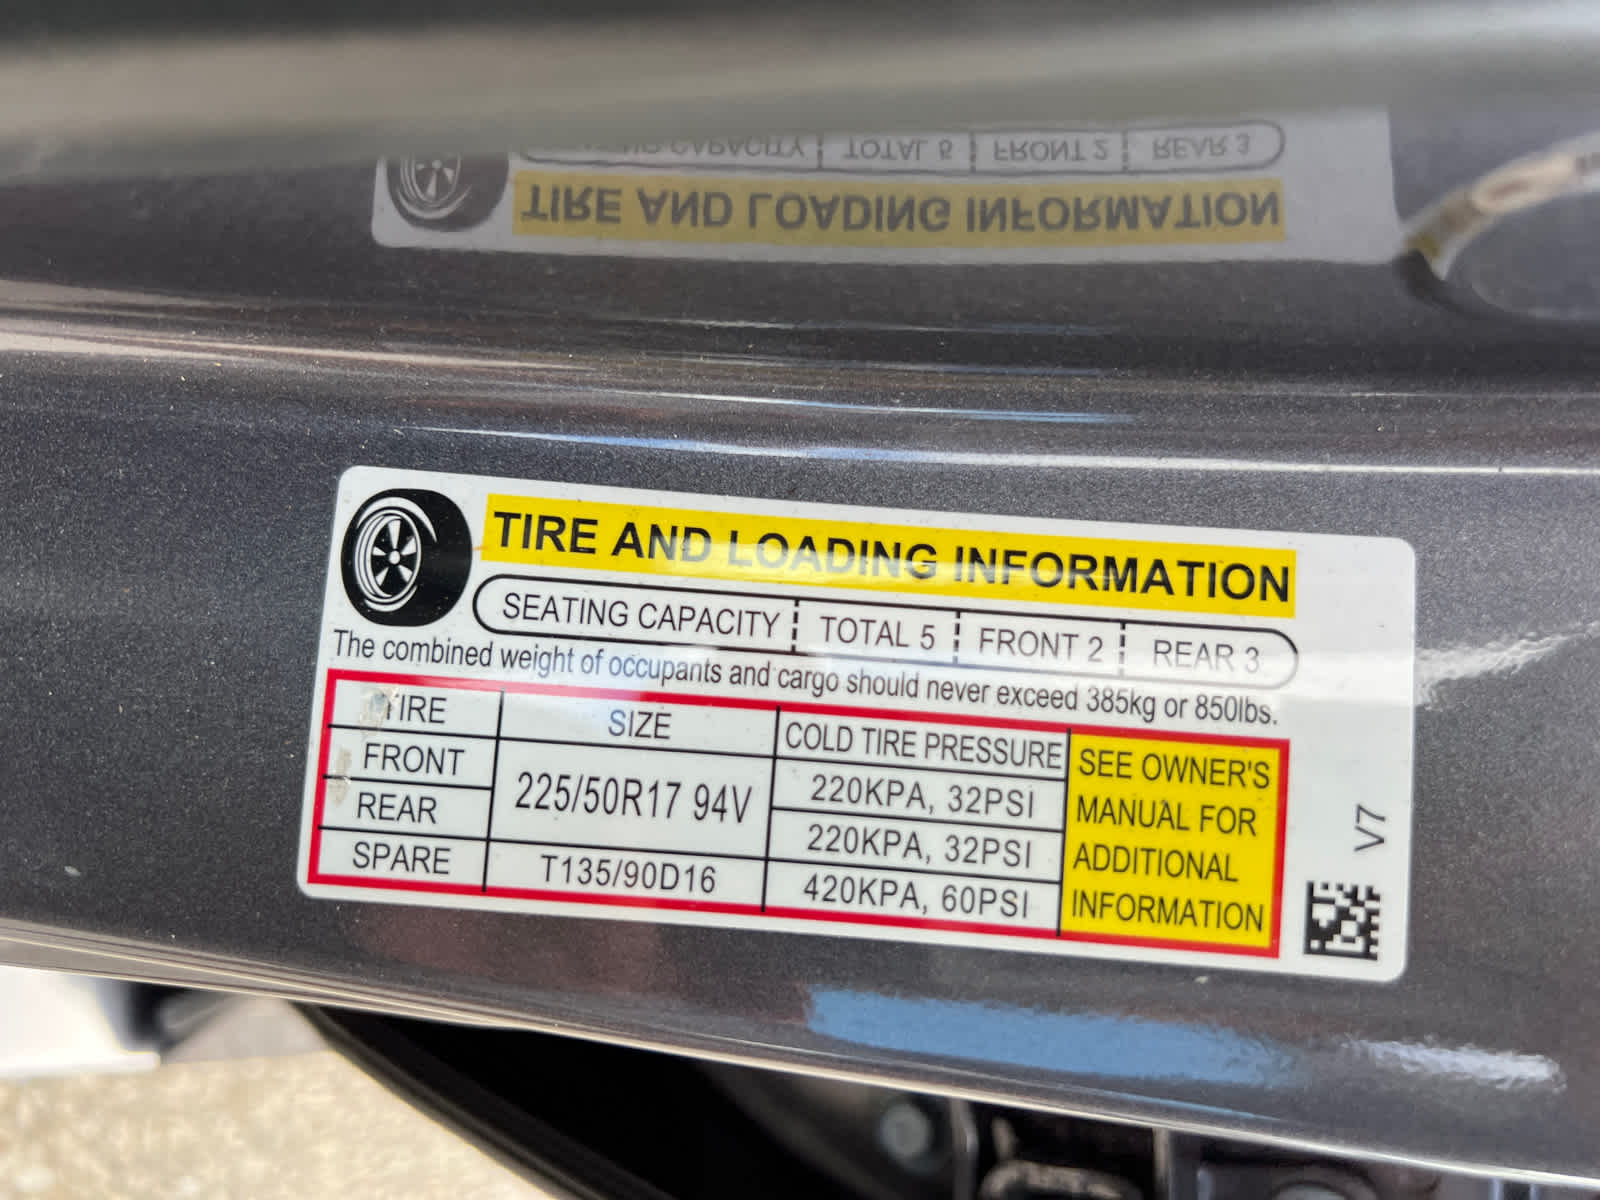 SEATING CAPACITY TOTAL 5 FRONT 2 REAR 3
TIRE AND LOADING INFORMATION
TIRE AND LOADING INFORMATION
SEATING CAPACITY TOTAL 5 FRONT 2 REAR 3
The combined weight of occupants and cargo should never exceed 385kg or 850lbs.
TIRE SIZE COLD TIRE PRESSURE
FRONT 225/50R17 94V 220KPA, 32PSI
REAR 220KPA, 32PSI
SPARE T135/90D16 420KPA, 60PSI
SEE OWNER'S
MANUAL FOR
ADDITIONAL
INFORMATION
V7